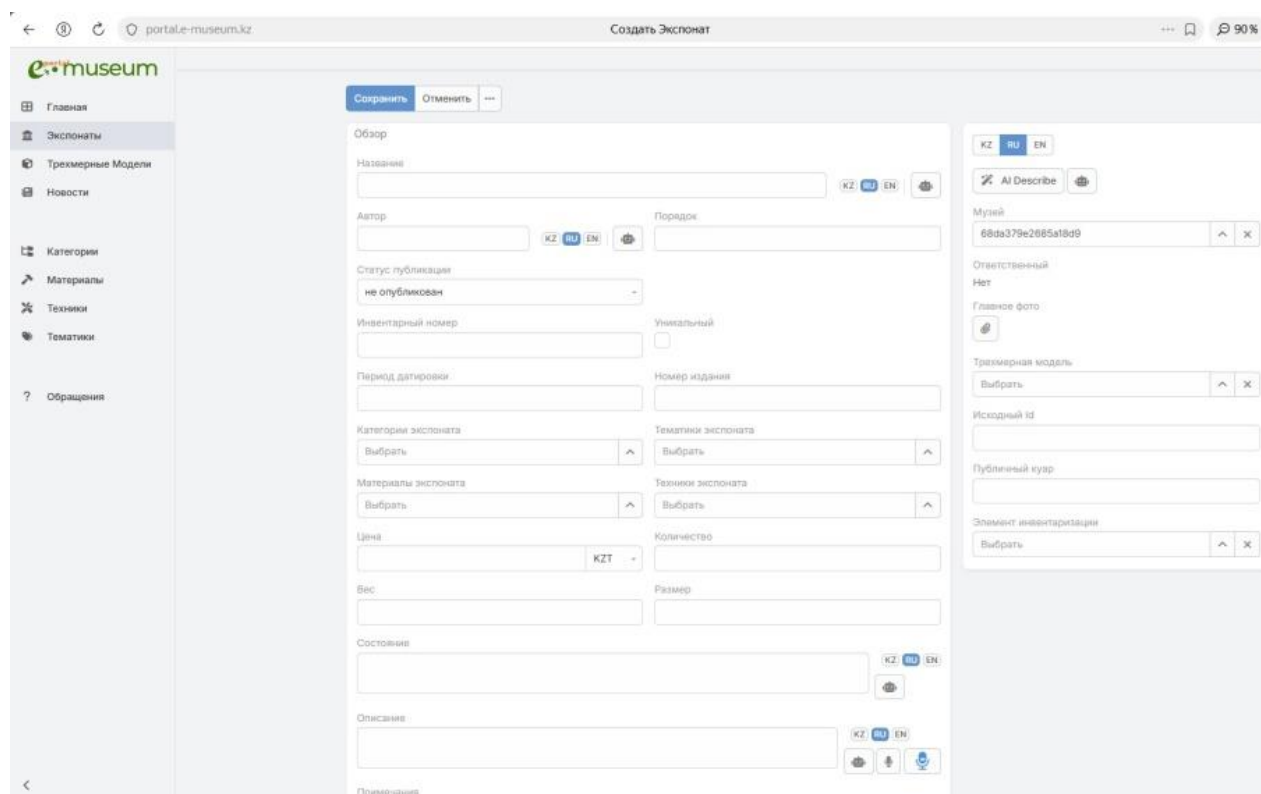 portal.e-museum.kz
Создать Экспонат
90 %
portal
e museum
Главная
Экспонаты
Трехмерные Модели
Новости
Категории
Материалы
Техники
Тематики
? Обращения
Сохранить Отменить ...
Обзор
Название
KZ RU EN
Автор
KZ RU EN
Порядок
Статус публикации
не опубликован
Инвентарный номер
Уникальный
Период датировки
Номер издания
Категории экспоната
Выбрать
Тематики экспоната
Выбрать
Материалы экспоната
Выбрать
Техники экспоната
Выбрать
Цена
KZT
Количество
Вес
Размер
Состояние
KZ RU EN
Описание
KZ RU EN
Примечания
KZ RU EN
AI Describe
Музей
68da379e2685a18d9
Ответственный
Нет
Главное фото
Трехмерная модель
Выбрать
Исходный Id
Публичный куар
Элемент инвентаризации
Выбрать